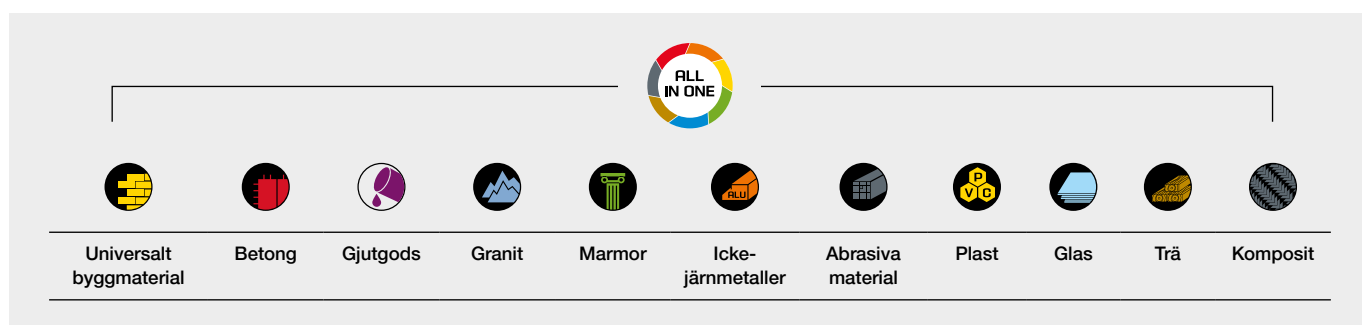 ALL
IN ONE
ALU
P
V C
Universalt
byggmaterial
Betong
Gjutgods
Granit
Marmor
Icke-
järnmetaller
Abrasiva
material
Plast
Glas
Trä
Komposit